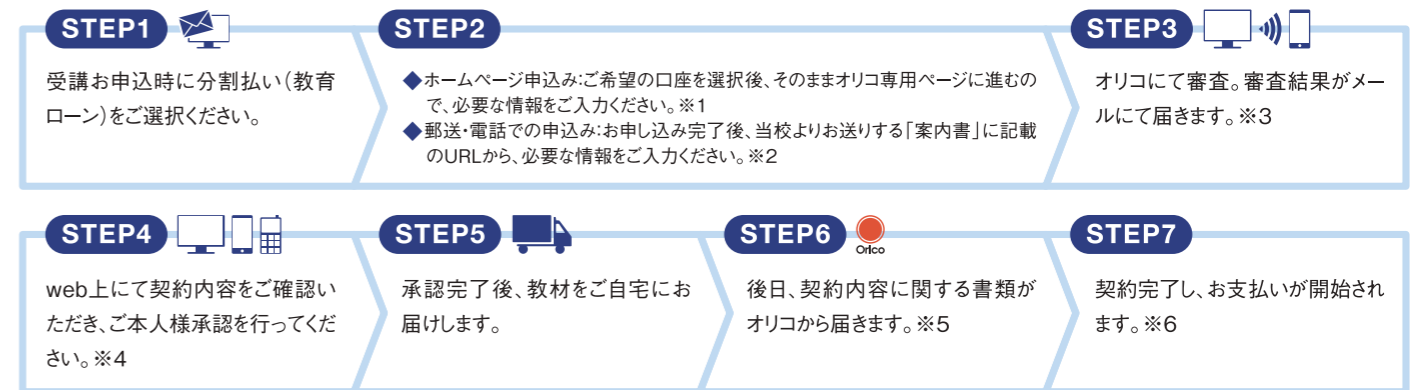 STEP1
受講お申込時に分割払い(教育
ローン)をご選択ください。
STEP2
◆ホームページ申込み:ご希望の口座を選択後、そのままオリコ専用ページに進むの
で、必要な情報をご入力ください。※1
◆郵送・電話での申込み:お申し込み完了後、当校よりお送りする「案内書」に記載
のURLから、必要な情報をご入力ください。※2
STEP3
オリコにて審査。審査結果がメー
ルにて届きます。※3
STEP4
web上にて契約内容をご確認い
ただき、ご本人様承認を行ってくだ
さい。※4
STEP5
承認完了後、教材をご自宅にお
届けします。
STEP6
Orico
後日、契約内容に関する書類が
オリコから届きます。※5
STEP7
契約完了し、お支払いが開始され
ます。※6